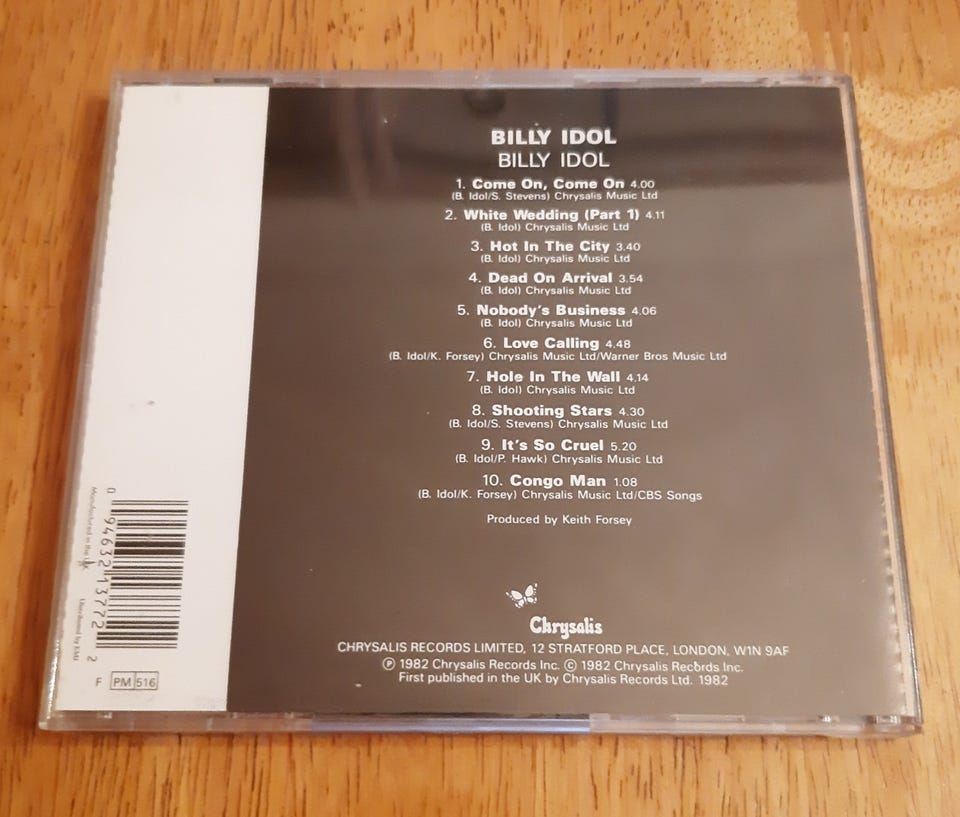 BILLY IDOL
BILLY IDOL
1. Come On, Come On 4.00
(B. Idol/S. Stevens) Chrysalis Music Ltd
2. White Wedding (Part 1) 4.11
(B. Idol) Chrysalis Music Ltd
3. Hot In The City 3.40
(B. Idol) Chrysalis Music Ltd
4. Dead On Arrival 3.54
(B. Idol) Chrysalis Music Ltd
5. Nobody's Business 4.06
(B. Idol) Chrysalis Music Ltd
6. Love Calling 4.48
(B. Idol/K. Forsey) Chrysalis Music Ltd/Warner Bros Music Ltd
7. Hole In The Wall 4.14
(B. Idol) Chrysalis Music Ltd
8. Shooting Stars 4.30
(B. Idol/S. Stevens) Chrysalis Music Ltd
9. It's So Cruel 5.20
(B. Idol/P. Hawk) Chrysalis Music Ltd
10. Congo Man 1.08
(B. Idol/K. Forsey) Chrysalis Music Ltd/CBS Songs
Produced by Keith Forsey
Chrysalis
CHRYSALIS RECORDS LIMITED, 12 STRATFORD PLACE, LONDON, W1N 9AF
Ⓟ 1982 Chrysalis Records Inc. © 1982 Chrysalis Records Inc.
First published in the UK by Chrysalis Records Ltd. 1982
Manufactured in the UK
Distributed by EMI
0 94632 13772 2
F PM 516